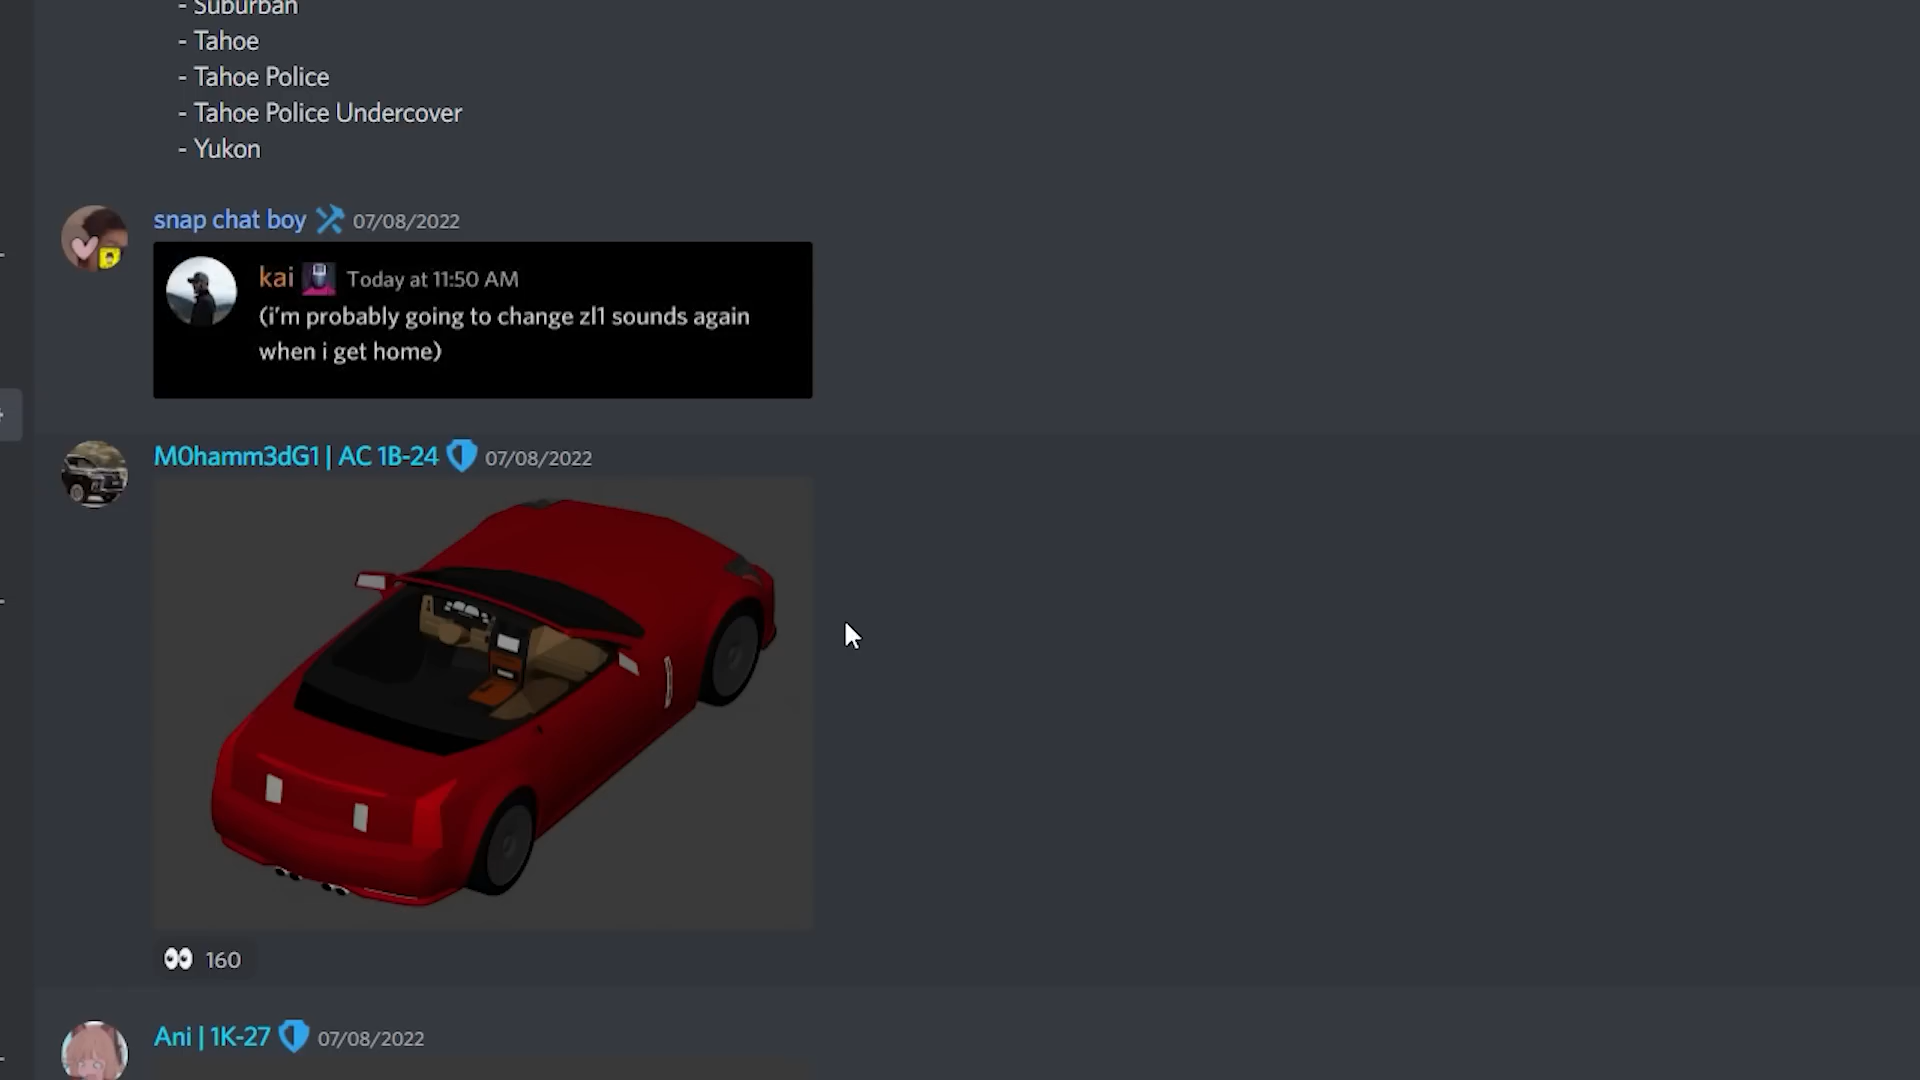 - Suburban
- Tahoe
- Tahoe Police
- Tahoe Police Undercover
- Yukon
snap chat boy 07/08/2022
kai Today at 11:50 AM
(i'm probably going to change zl1 sounds again
when i get home)
M0hamm3dG1 | AC 1B-24 07/08/2022
160
Ani | 1K-27 07/08/2022